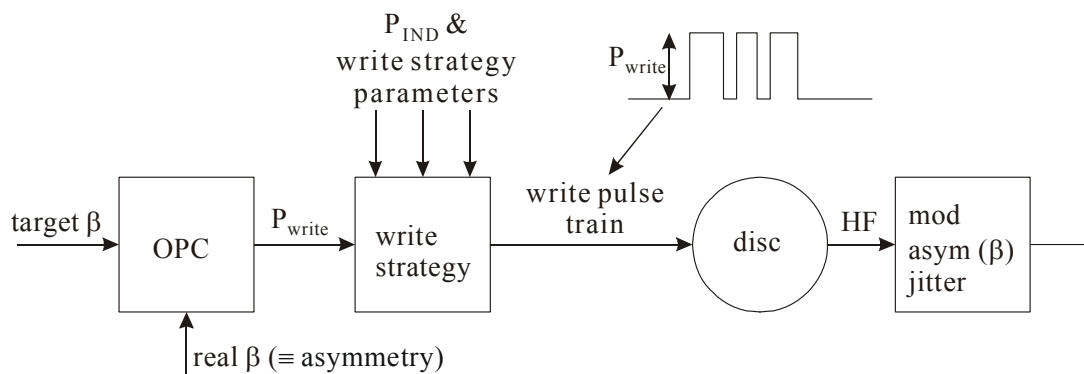 P_IND &
write strategy
parameters
P_write
target β
OPC
P_write
write
strategy
write pulse
train
disc
HF
mod
asym (β)
jitter
real β (≡ asymmetry)